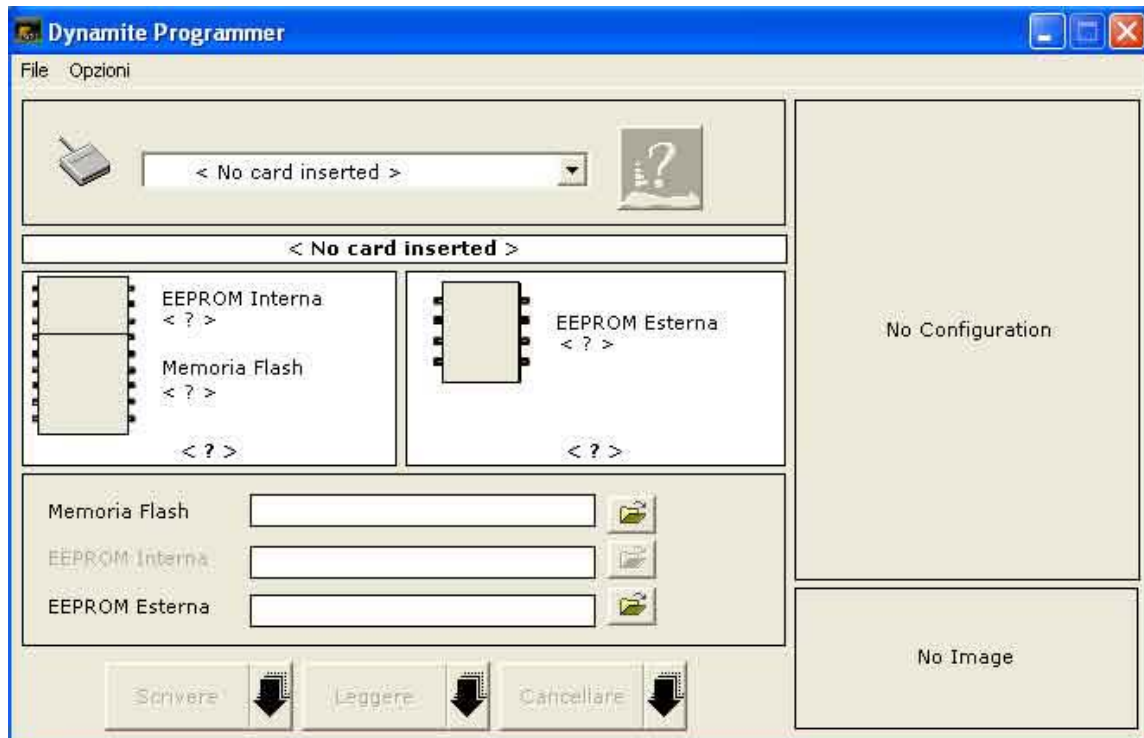 Dynamite Programmer
File Opzioni
< No card inserted >
?
< No card inserted >
EEPROM Interna
< ? >
Memoria Flash
< ? >
< ? >
EEPROM Esterna
< ? >
< ? >
No Configuration
Memoria Flash
EEPROM Interna
EEPROM Esterna
No Image
Scrivere
Leggere
Cancellare